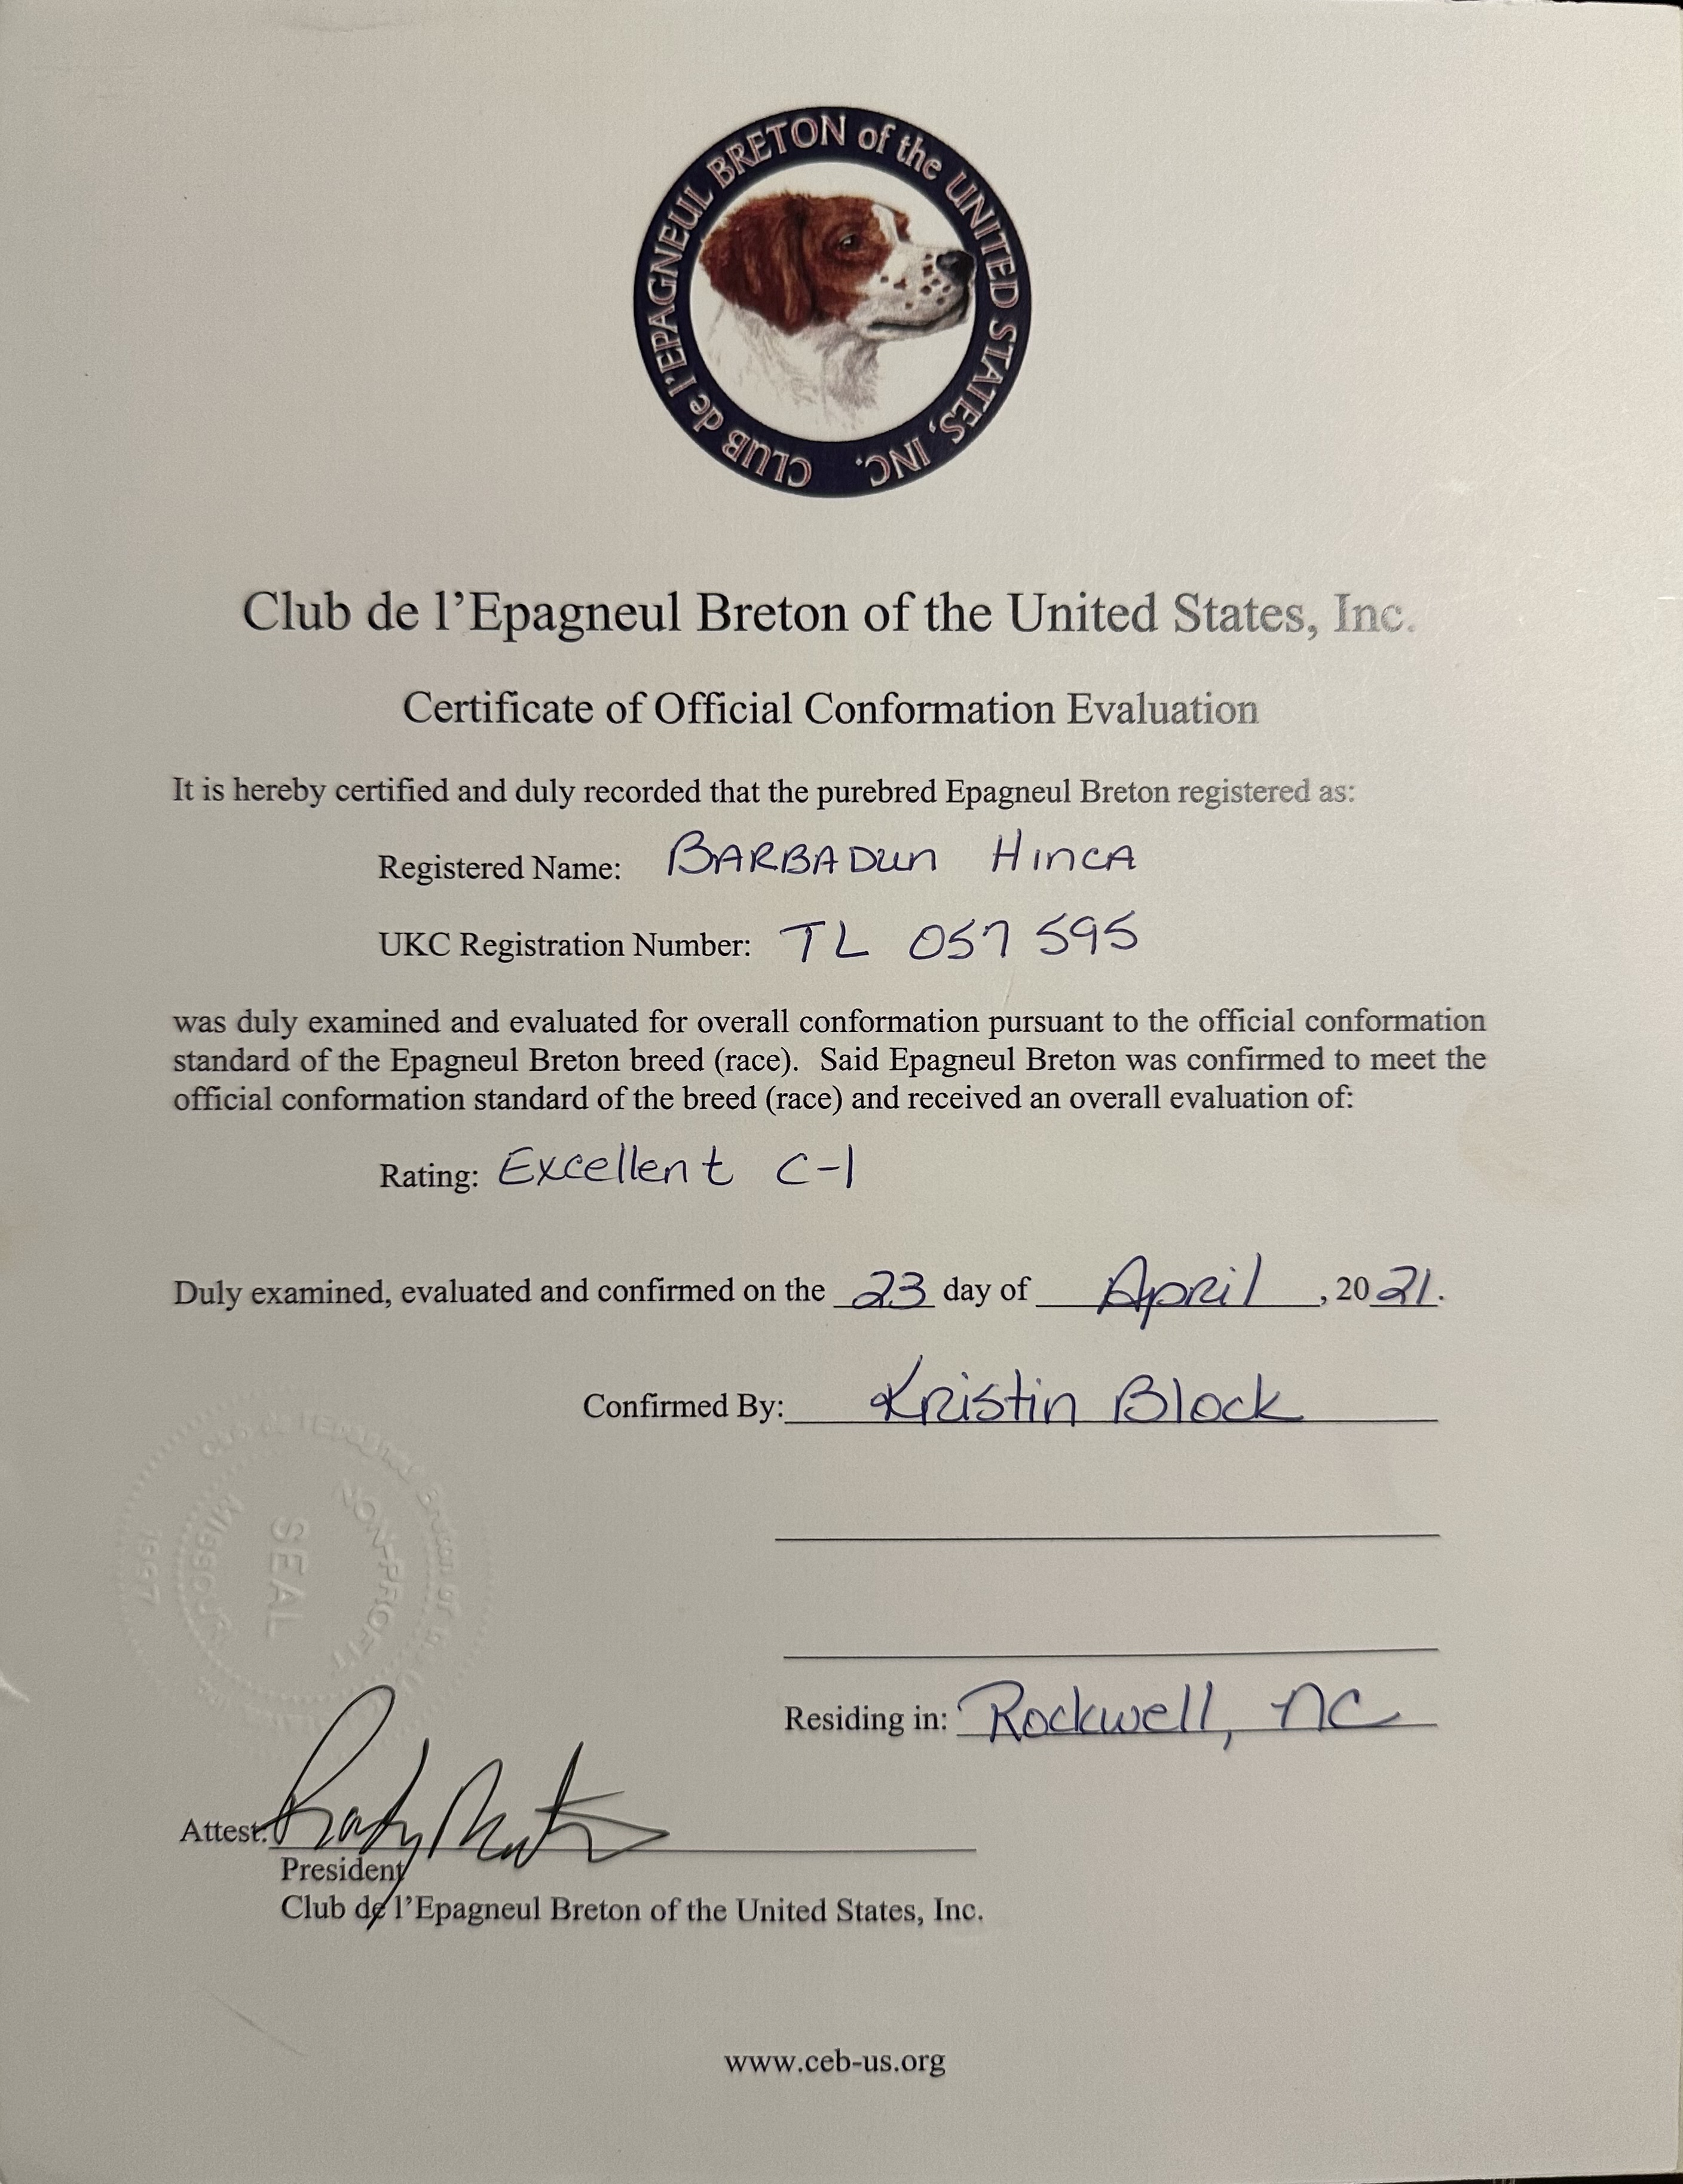 CLUB de l'EPAGNEUL BRETON of the UNITED STATES, INC.
Club de l'Epagneul Breton of the United States, Inc.
Certificate of Official Conformation Evaluation
It is hereby certified and duly recorded that the purebred Epagneul Breton registered as:
Registered Name: BARBADun HincA
UKC Registration Number: TL 057 595
was duly examined and evaluated for overall conformation pursuant to the official conformation
standard of the Epagneul Breton breed (race). Said Epagneul Breton was confirmed to meet the
official conformation standard of the breed (race) and received an overall evaluation of:
Rating: Excellent C-1
Duly examined, evaluated and confirmed on the 23 day of April, 2021.
Confirmed By: Kristin Block
NON-PROFIT
SEAL
MISSOURI
1997
Residing in: Rockwell, NC
Attest:
President
Club de l'Epagneul Breton of the United States, Inc.
www.ceb-us.org